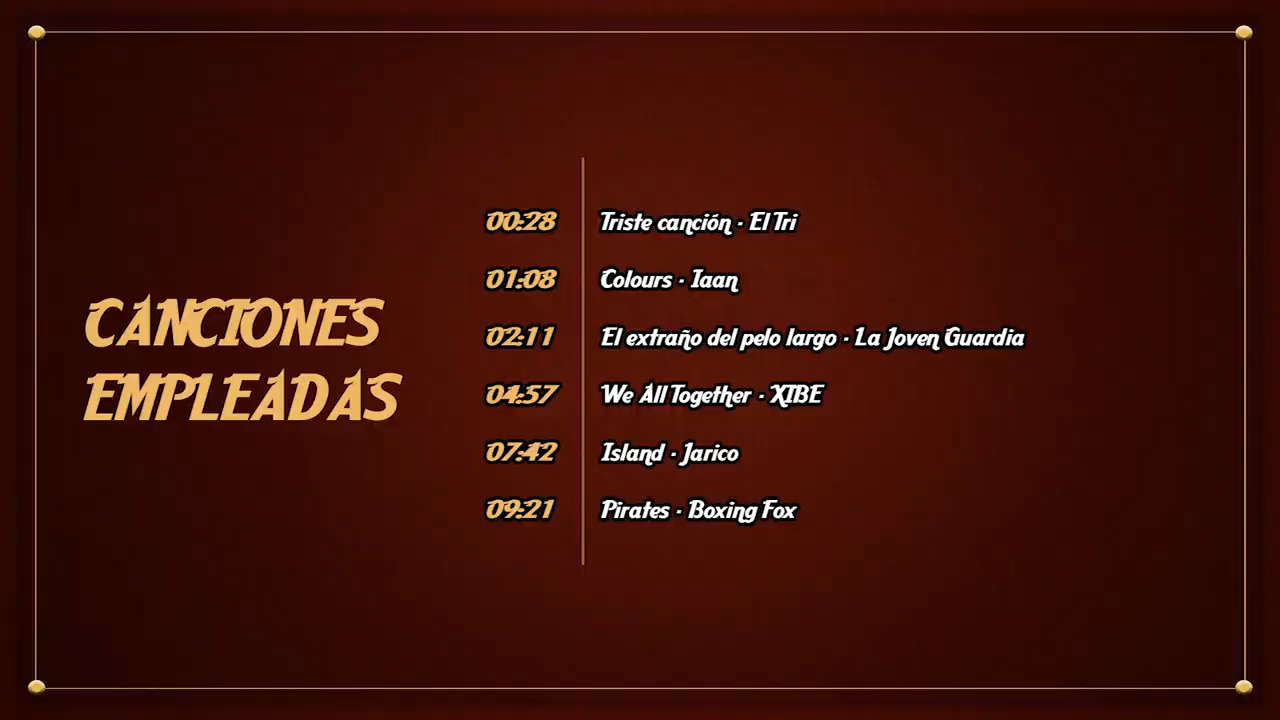 CANCIONES
EMPLEADAS
00:28 Triste canción - El Tri
01:08 Colours - Iaan
02:11 El extraño del pelo largo - La Joven Guardia
04:57 We All Together - XIBE
07:42 Island - Jarico
09:21 Pirates - Boxing Fox